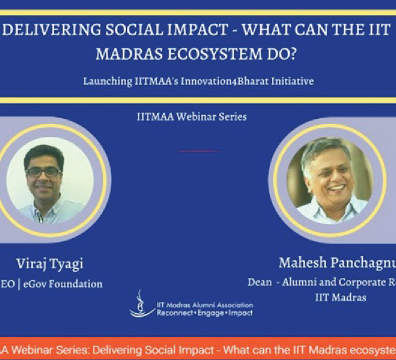 DELIVERING SOCIAL IMPACT - WHAT CAN THE IIT
MADRAS ECOSYSTEM DO?
Launching IITMAA's Innovation4Bharat Initiative
IITMAA Webinar Series
Viraj Tyagi
EO | eGov Foundation
Mahesh Panchagnu
Dean - Alumni and Corporate Re
IIT Madras
IIT Madras Alumni Association
Reconnect•Engage•Impact
AA Webinar Series: Delivering Social Impact - What can the IIT Madras ecosyste